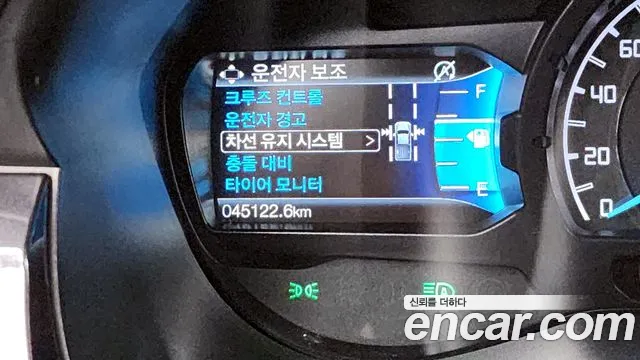 운전자 보조
크루즈 컨트롤
운전자 경고
차선 유지 시스템 >
충돌 대비
타이어 모니터
045122.6km
F
E
60
40
20
0
A
A
신뢰를 더하다
encar.com